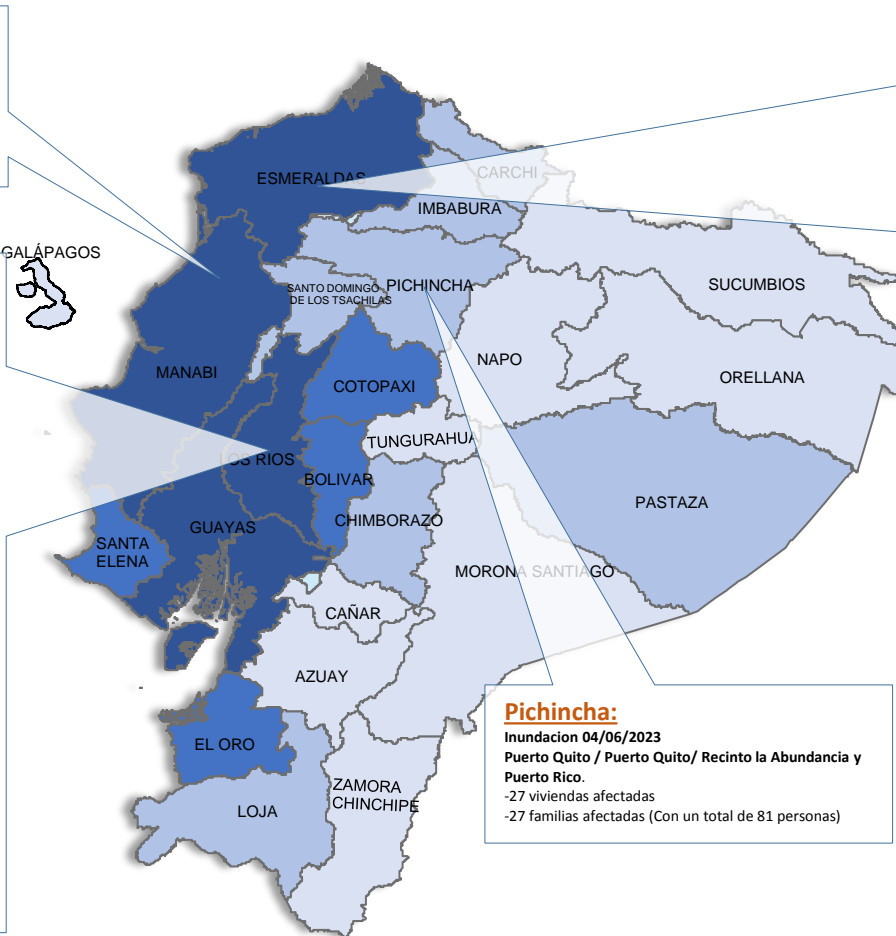 ESMERALDAS
CARCHI
IMBABURA
GALÁPAGOS
SANTO DOMINGO
DE LOS TSACHILAS
PICHINCHA
SUCUMBIOS
NAPO
MANABI
COTOPAXI
ORELLANA
TUNGURAHUA
LOS RIOS
BOLIVAR
PASTAZA
CHIMBORAZO
GUAYAS
SANTA
ELENA
MORONA SANTIAGO
CAÑAR
AZUAY
EL ORO
ZAMORA
CHINCHIPE
LOJA
Pichincha:
Inundacion 04/06/2023
Puerto Quito / Puerto Quito/ Recinto la Abundancia y
Puerto Rico.
-27 viviendas afectadas
-27 familias afectadas (Con un total de 81 personas)